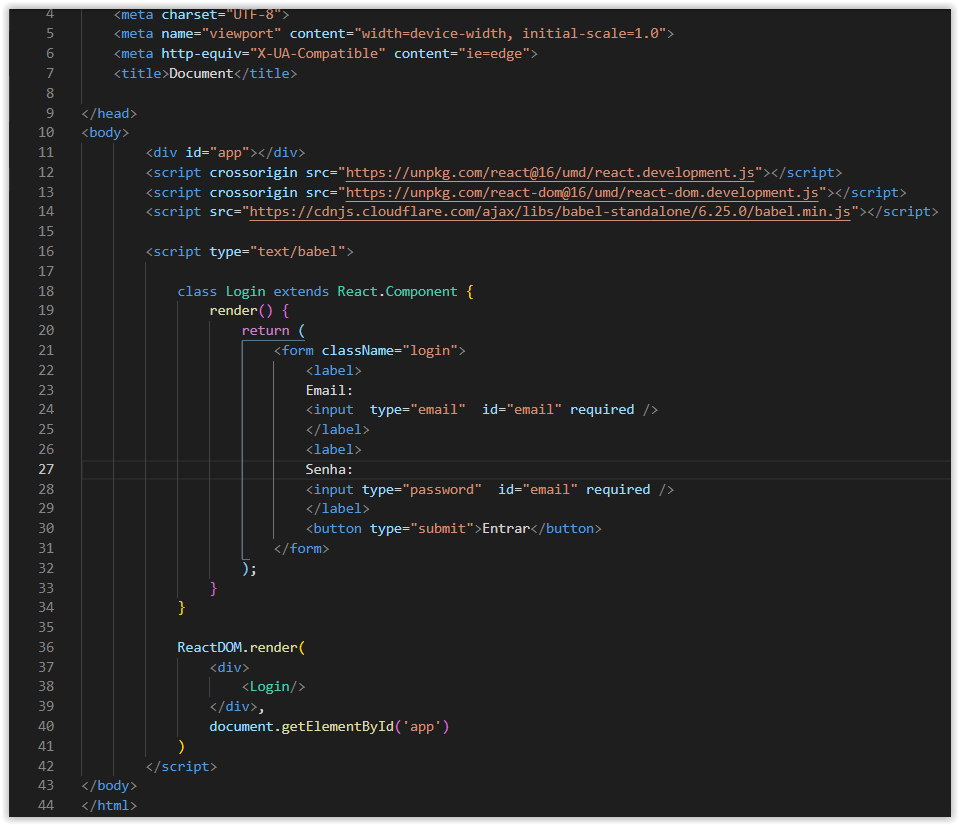 4 <meta charset="UTF-8">
5 <meta name="viewport" content="width=device-width, initial-scale=1.0">
6 <meta http-equiv="X-UA-Compatible" content="ie=edge">
7 <title>Document</title>
8
9 </head>
10 <body>
11 <div id="app"></div>
12 <script crossorigin src="https://unpkg.com/react@16/umd/react.development.js"></script>
13 <script crossorigin src="https://unpkg.com/react-dom@16/umd/react-dom.development.js"></script>
14 <script src="https://cdnjs.cloudflare.com/ajax/libs/babel-standalone/6.25.0/babel.min.js"></script>
15
16 <script type="text/babel">
17
18 class Login extends React.Component {
19 render() {
20 return (
21 <form className="login">
22 <label>
23 Email:
24 <input  type="email"  id="email" required />
25 </label>
26 <label>
27 Senha:
28 <input type="password"  id="email" required />
29 </label>
30 <button type="submit">Entrar</button>
31 </form>
32 );
33 }
34 }
35
36 ReactDOM.render(
37 <div>
38 <Login/>
39 </div>,
40 document.getElementById('app')
41 )
42 </script>
43 </body>
44 </html>